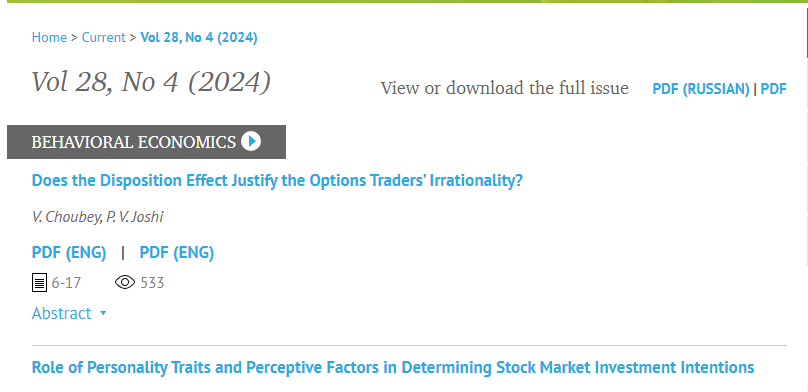 Home > Current > Vol 28, No 4 (2024)
Vol 28, No 4 (2024)
View or download the full issue PDF (RUSSIAN) | PDF
BEHAVIORAL ECONOMICS
Does the Disposition Effect Justify the Options Traders' Irrationality?
V. Choubey, P. V. Joshi
PDF (ENG) | PDF (ENG)
6-17 533
Abstract
Role of Personality Traits and Perceptive Factors in Determining Stock Market Investment Intentions